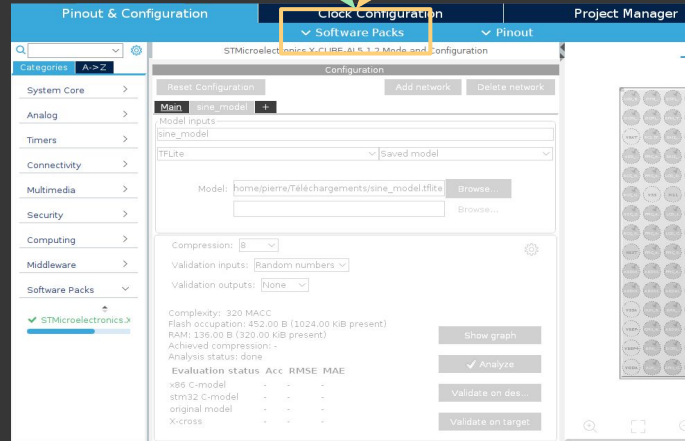 Pinout & Configuration
Clock Configuration
Project Manager
Software Packs
Pinout
STMicroelectronics.X-CUBE-AI.5.1.2 Mode and Configuration
Categories A->Z
System Core
Analog
Timers
Connectivity
Multimedia
Security
Computing
Middleware
Software Packs
STMicroelectronics.X
Configuration
Reset Configuration
Add network
Delete network
Main
sine_model
+
Model inputs
sine_model
TFLite
Saved model
Model:
home/pierre/Téléchargements/sine_model.tflite
Browse...
Browse...
Compression: 8
Validation inputs: Random numbers
Validation outputs: None
Complexity: 320 MACC
Flash occupation: 452.00 B (1024.00 KiB present)
RAM: 136.00 B (320.00 KiB present)
Achieved compression: -
Analysis status: done
Evaluation status Acc RMSE MAE
x86 C-model - - -
stm32 C-model - - -
original model - - -
X-cross - - -
Show graph
Analyze
Validate on des...
Validate on target